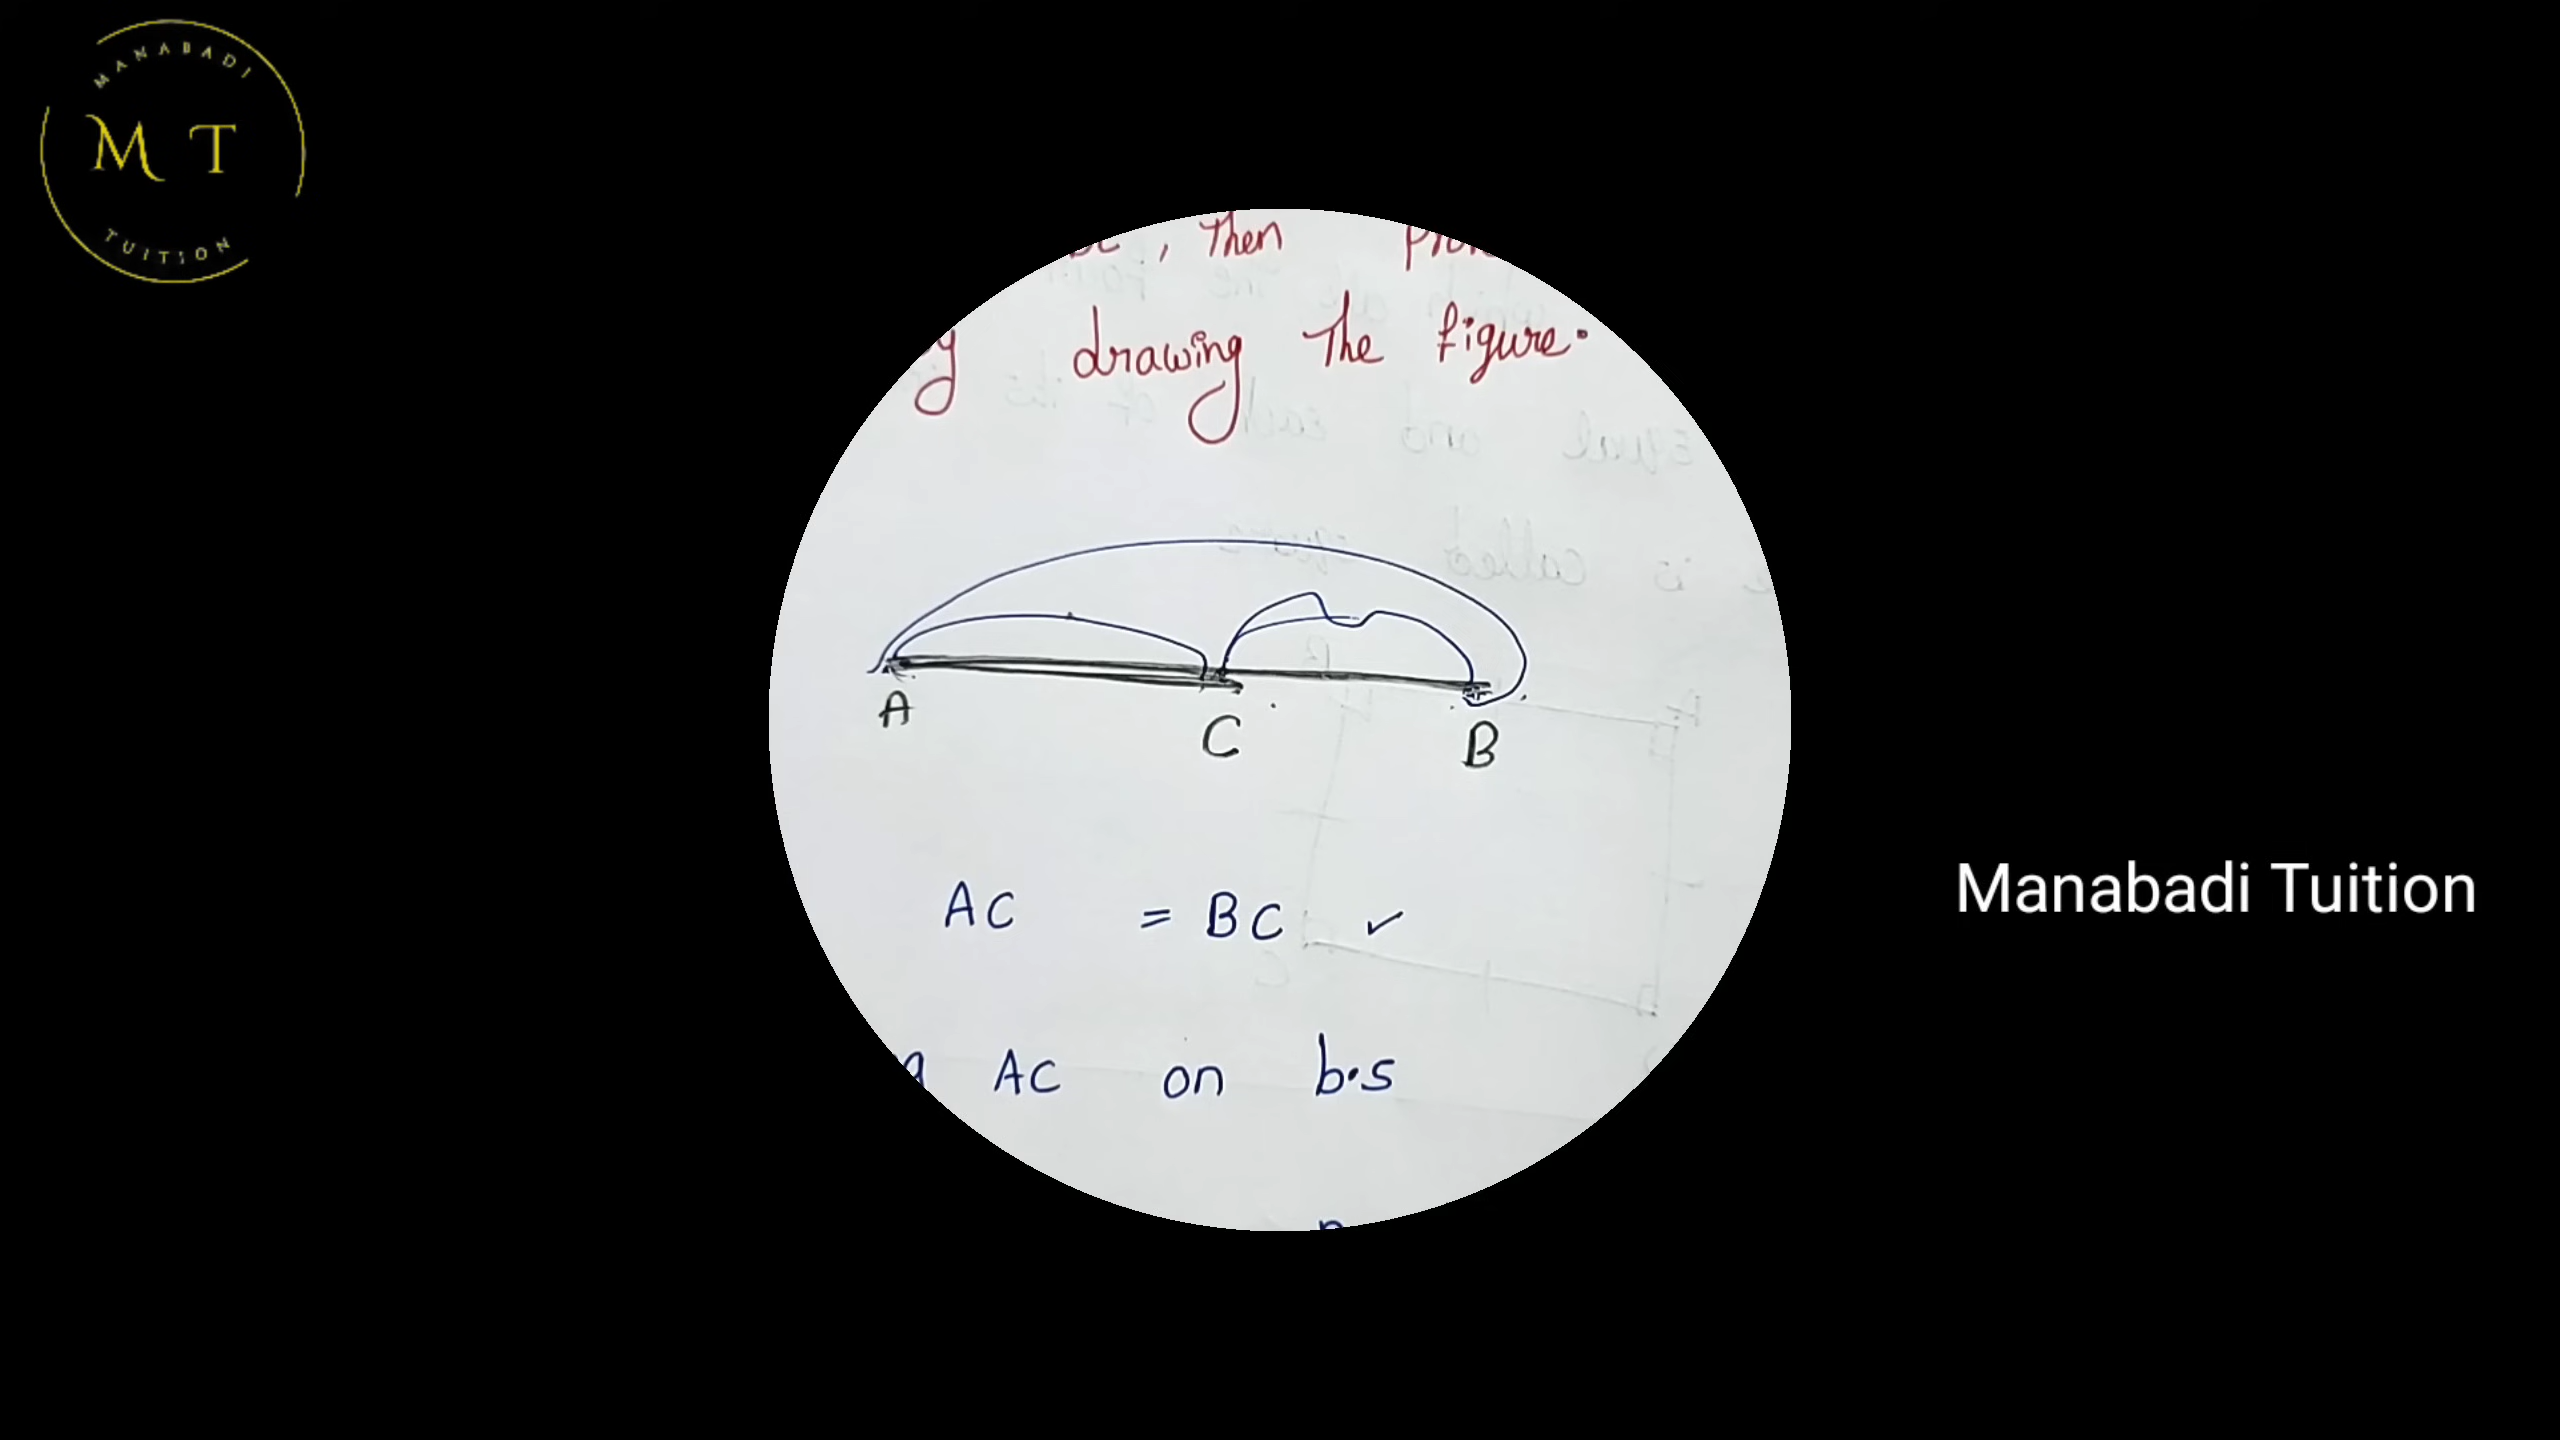 MANABADI
M T
TUITION
, Then
drawing The figure.
A C B
AC = BC ✓
AC on b.s
Manabadi Tuition